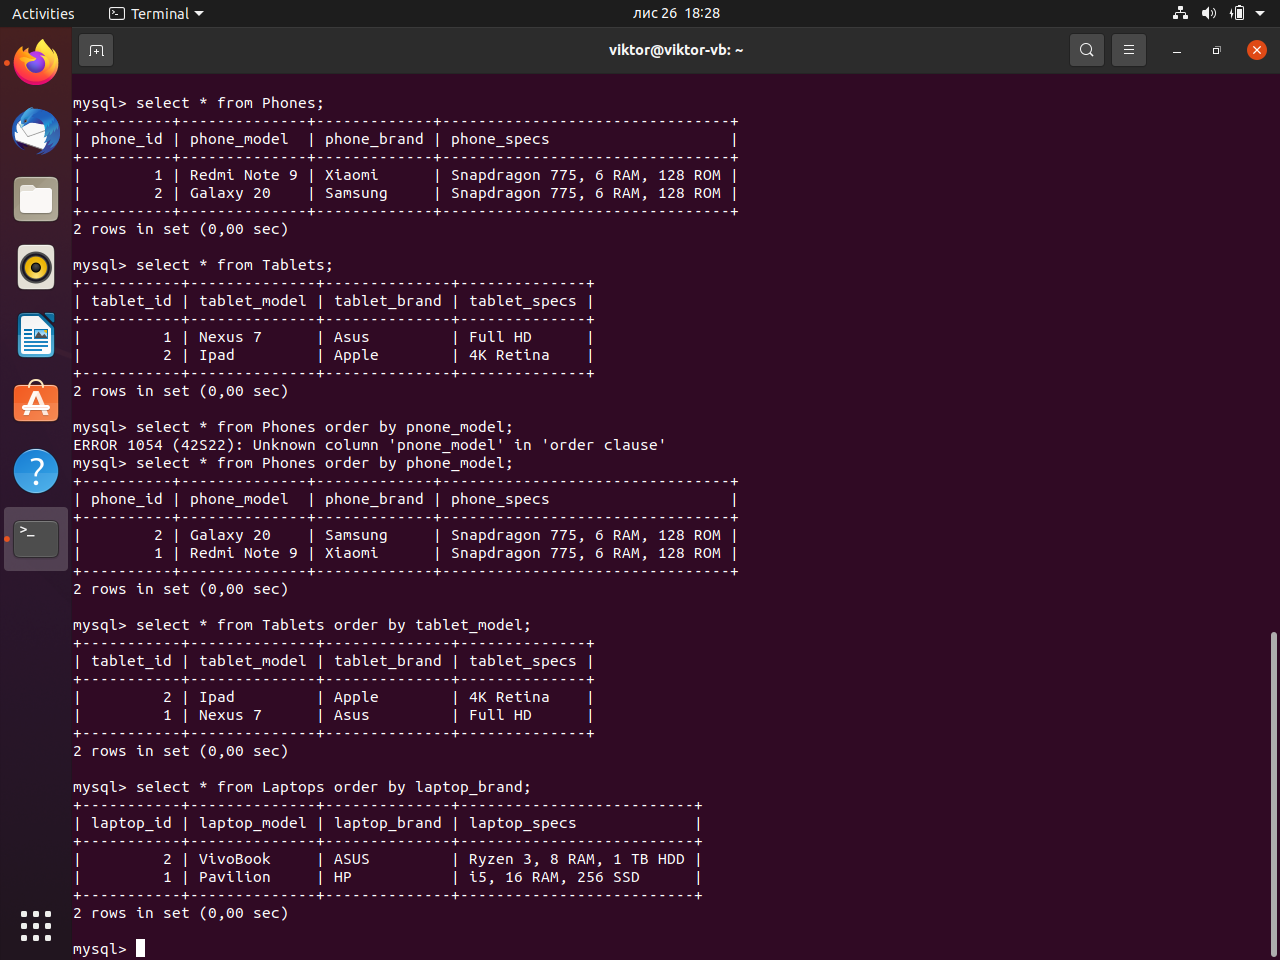 Activities Terminal лис 26 18:28
viktor@viktor-vb: ~
mysql> select * from Phones;
+----------+--------------+-------------+--------------------------------+
| phone_id | phone_model  | phone_brand | phone_specs                    |
+----------+--------------+-------------+--------------------------------+
|        1 | Redmi Note 9 | Xiaomi      | Snapdragon 775, 6 RAM, 128 ROM |
|        2 | Galaxy 20    | Samsung     | Snapdragon 775, 6 RAM, 128 ROM |
+----------+--------------+-------------+--------------------------------+
2 rows in set (0,00 sec)
mysql> select * from Tablets;
+-----------+--------------+--------------+--------------+
| tablet_id | tablet_model | tablet_brand | tablet_specs |
+-----------+--------------+--------------+--------------+
|         1 | Nexus 7      | Asus         | Full HD      |
|         2 | Ipad         | Apple        | 4K Retina    |
+-----------+--------------+--------------+--------------+
2 rows in set (0,00 sec)
mysql> select * from Phones order by pnone_model;
ERROR 1054 (42S22): Unknown column 'pnone_model' in 'order clause'
mysql> select * from Phones order by phone_model;
+----------+--------------+-------------+--------------------------------+
| phone_id | phone_model  | phone_brand | phone_specs                    |
+----------+--------------+-------------+--------------------------------+
|        2 | Galaxy 20    | Samsung     | Snapdragon 775, 6 RAM, 128 ROM |
|        1 | Redmi Note 9 | Xiaomi      | Snapdragon 775, 6 RAM, 128 ROM |
+----------+--------------+-------------+--------------------------------+
2 rows in set (0,00 sec)
mysql> select * from Tablets order by tablet_model;
+-----------+--------------+--------------+--------------+
| tablet_id | tablet_model | tablet_brand | tablet_specs |
+-----------+--------------+--------------+--------------+
|         2 | Ipad         | Apple        | 4K Retina    |
|         1 | Nexus 7      | Asus         | Full HD      |
+-----------+--------------+--------------+--------------+
2 rows in set (0,00 sec)
mysql> select * from Laptops order by laptop_brand;
+-----------+--------------+--------------+--------------------------+
| laptop_id | laptop_model | laptop_brand | laptop_specs             |
+-----------+--------------+--------------+--------------------------+
|         2 | VivoBook     | ASUS         | Ryzen 3, 8 RAM, 1 TB HDD |
|         1 | Pavilion     | HP           | i5, 16 RAM, 256 SSD      |
+-----------+--------------+--------------+--------------------------+
2 rows in set (0,00 sec)
mysql>